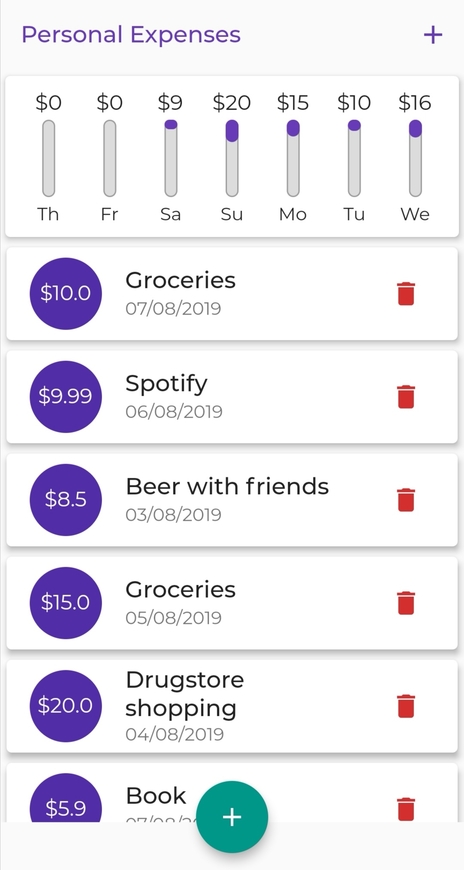 Personal Expenses +
$0 $0 $9 $20 $15 $10 $16
Th Fr Sa Su Mo Tu We
$10.0
Groceries
07/08/2019
$9.99
Spotify
06/08/2019
$8.5
Beer with friends
03/08/2019
$15.0
Groceries
05/08/2019
$20.0
Drugstore
shopping
04/08/2019
$5.9
Book
+